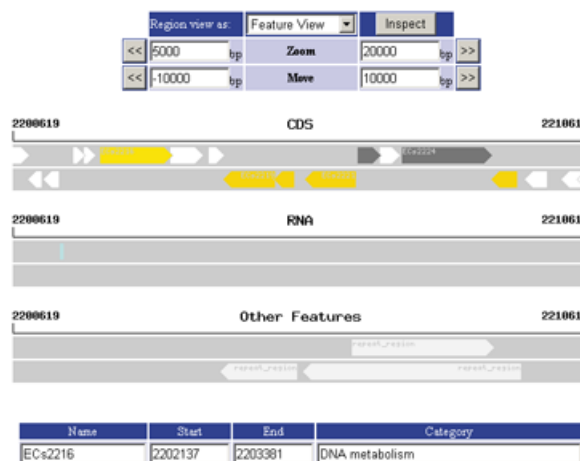 Region view as: Feature View Inspect
<< 5000 bp Zoom 20000 bp >>
<< -10000 bp Move 10000 bp >>
2200619 CDS 221061
ECs2224
2200619 RNA 221061
2200619 Other Features 221061
repeat_region
repeat_region repeat_region
Name Start End Category
ECs2216 2202137 2203381 DNA metabolism